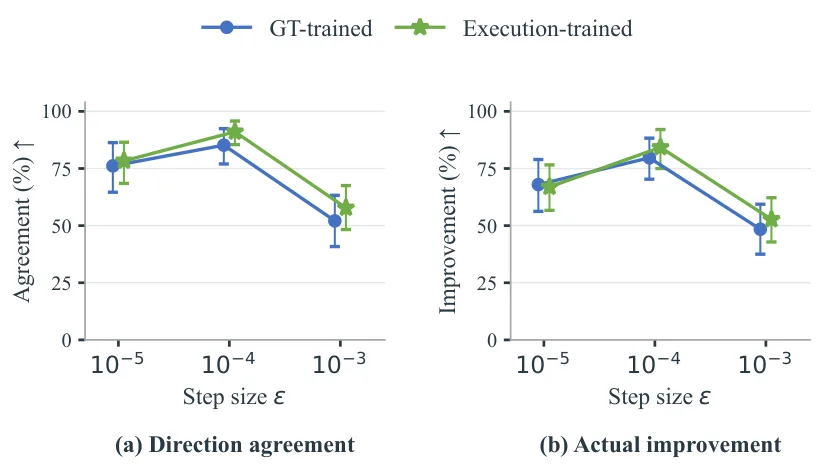 GT-trained Execution-trained
Agreement (%) ↑
100
75
50
25
0
10⁻⁵ 10⁻⁴ 10⁻³
Step size ε
(a) Direction agreement
Improvement (%) ↑
100
75
50
25
0
10⁻⁵ 10⁻⁴ 10⁻³
Step size ε
(b) Actual improvement